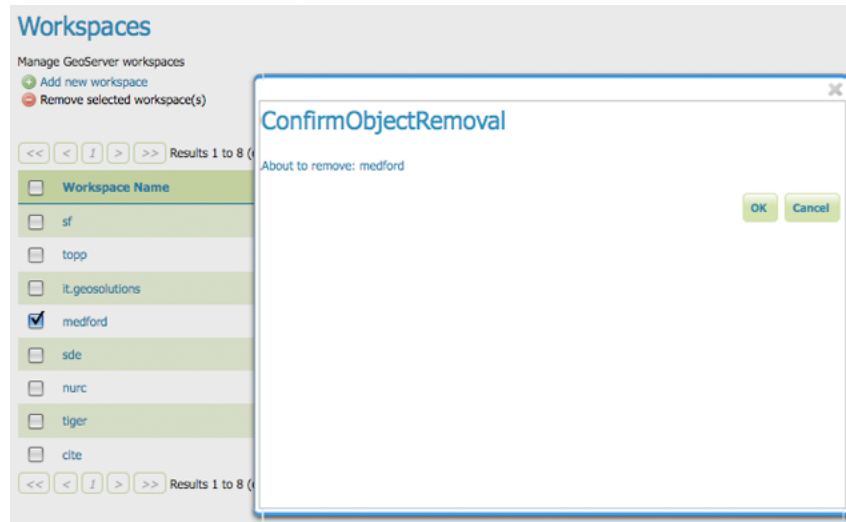 Workspaces
Manage GeoServer workspaces
Add new workspace
Remove selected workspace(s)
<< < 1 > >> Results 1 to 8 (
Workspace Name
sf
topp
it.geosolutions
medford
sde
nurc
tiger
cite
<< < 1 > >> Results 1 to 8 (
ConfirmObjectRemoval
About to remove: medford
OK Cancel